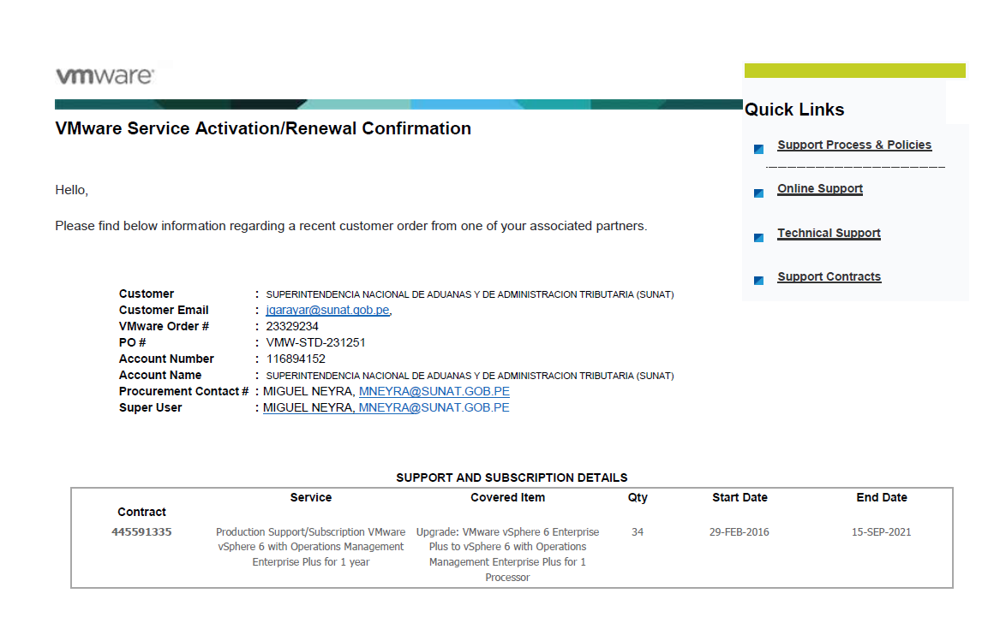 vmware
VMware Service Activation/Renewal Confirmation
Hello,
Please find below information regarding a recent customer order from one of your associated partners.
Quick Links
Support Process & Policies
Online Support
Technical Support
Support Contracts
Customer : SUPERINTENDENCIA NACIONAL DE ADUANAS Y DE ADMINISTRACION TRIBUTARIA (SUNAT)
Customer Email : jgarayar@sunat.gob.pe,
VMware Order # : 23329234
PO # : VMW-STD-231251
Account Number : 116894152
Account Name : SUPERINTENDENCIA NACIONAL DE ADUANAS Y DE ADMINISTRACION TRIBUTARIA (SUNAT)
Procurement Contact # : MIGUEL NEYRA, MNEYRA@SUNAT.GOB.PE
Super User : MIGUEL NEYRA, MNEYRA@SUNAT.GOB.PE
SUPPORT AND SUBSCRIPTION DETAILS
Contract Service Covered Item Qty Start Date End Date
445591335 Production Support/Subscription VMware Upgrade: VMware vSphere 6 Enterprise 34 29-FEB-2016 15-SEP-2021
vSphere 6 with Operations Management Plus to vSphere 6 with Operations
Enterprise Plus for 1 year Management Enterprise Plus for 1
Processor